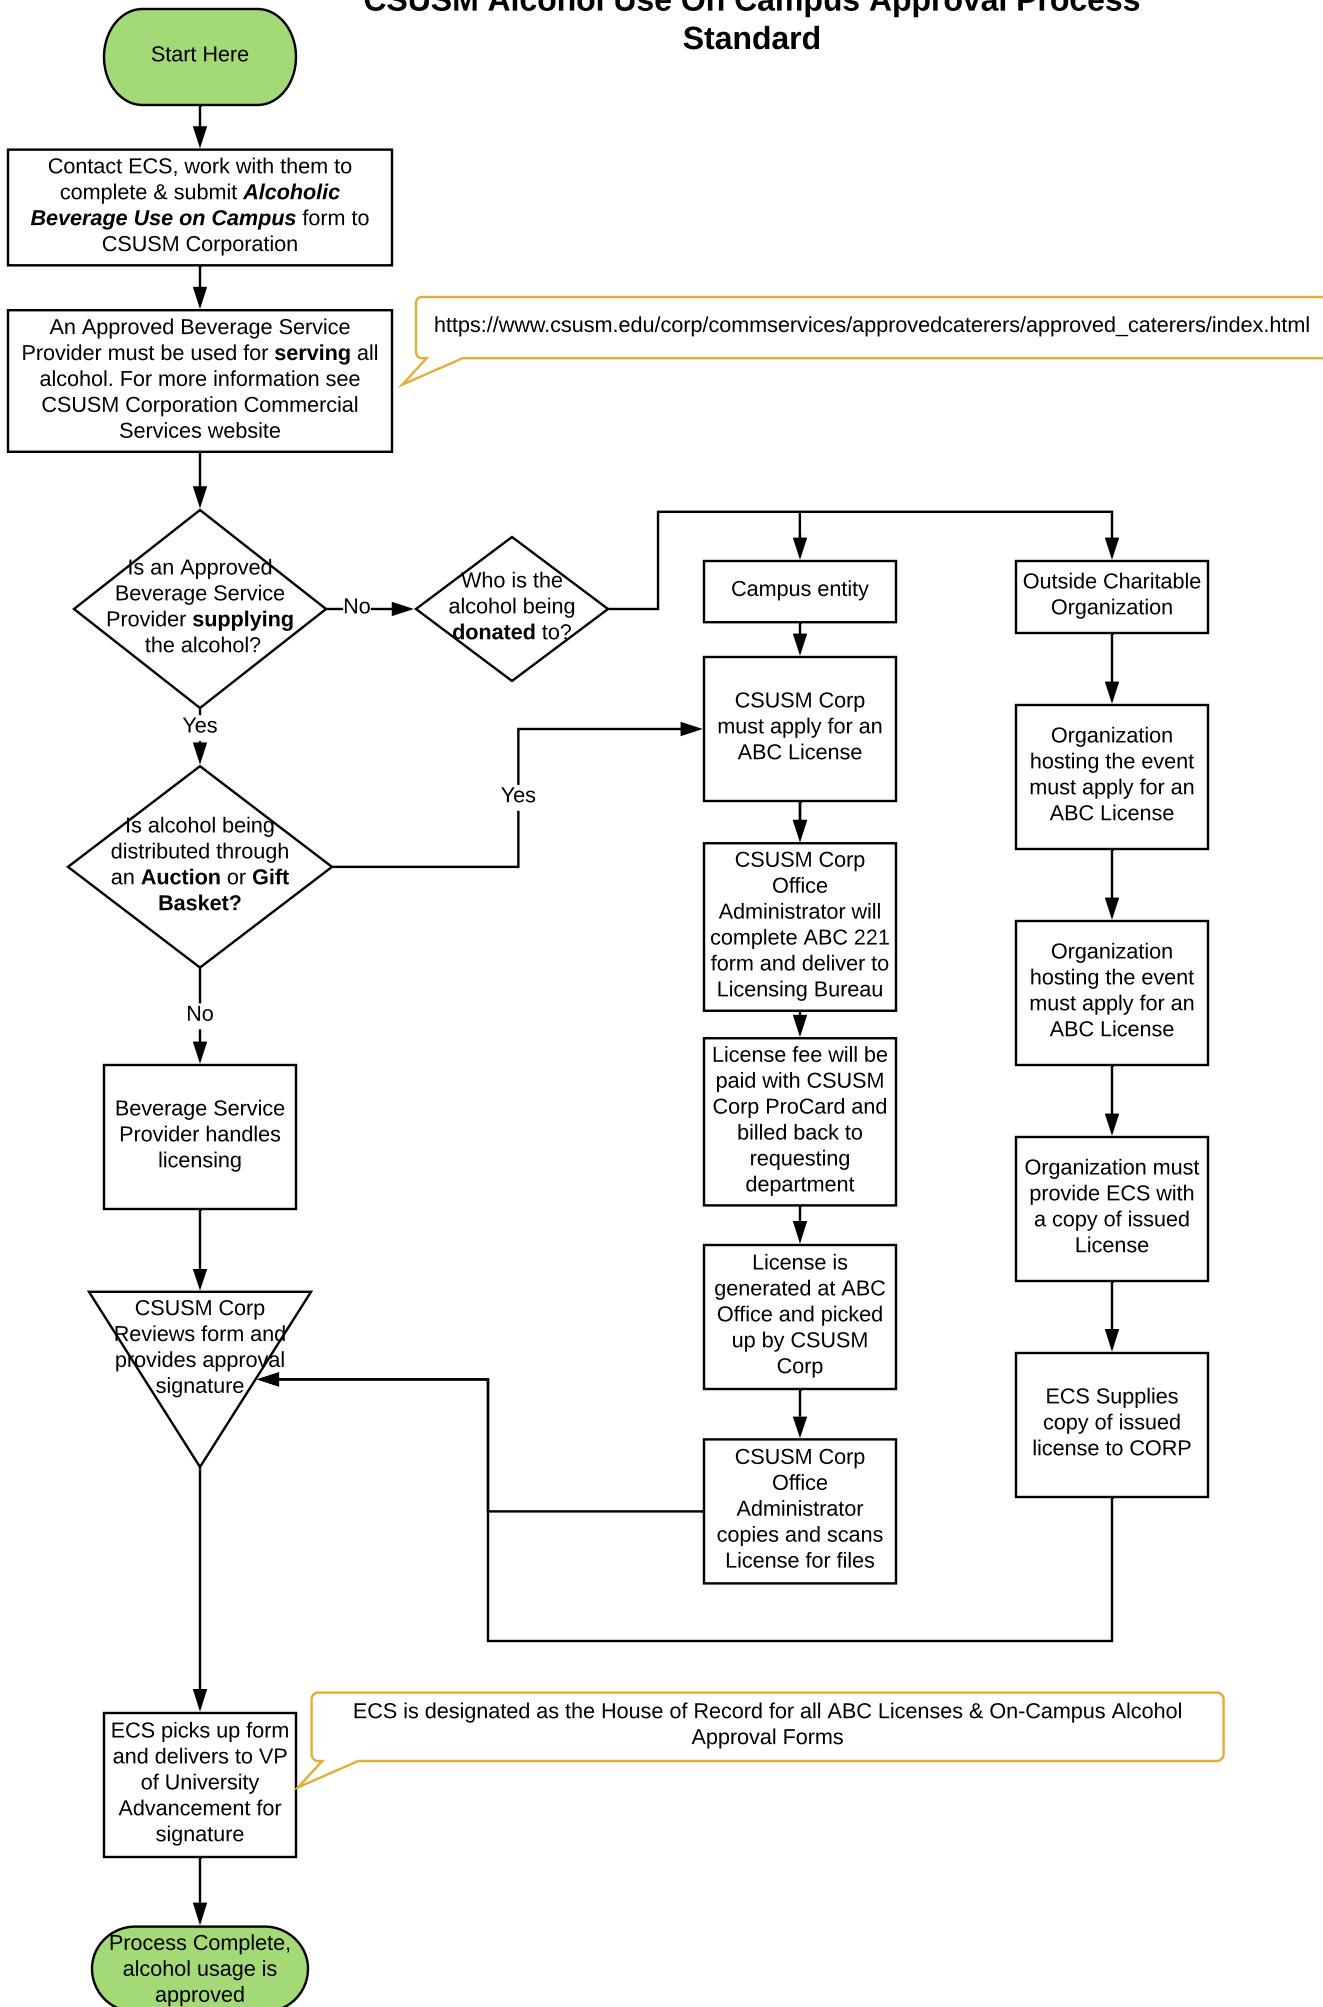 CSUSM Alcohol Use On Campus Approval Process
Standard
Start Here
Contact ECS, work with them to
complete & submit Alcoholic
Beverage Use on Campus form to
CSUSM Corporation
An Approved Beverage Service
Provider must be used for serving all
alcohol. For more information see
CSUSM Corporation Commercial
Services website
https://www.csusm.edu/corp/commservices/approvedcaterers/approved_caterers/index.html
Is an Approved
Beverage Service
Provider supplying
the alcohol?
No
Who is the
alcohol being
donated to?
Campus entity
Outside Charitable
Organization
Yes
CSUSM Corp
must apply for an
ABC License
Organization
hosting the event
must apply for an
ABC License
Is alcohol being
distributed through
an Auction or Gift
Basket?
Yes
CSUSM Corp
Office
Administrator will
complete ABC 221
form and deliver to
Licensing Bureau
Organization
hosting the event
must apply for an
ABC License
No
Beverage Service
Provider handles
licensing
License fee will be
paid with CSUSM
Corp ProCard and
billed back to
requesting
department
Organization must
provide ECS with
a copy of issued
License
CSUSM Corp
Reviews form and
provides approval
signature
License is
generated at ABC
Office and picked
up by CSUSM
Corp
ECS Supplies
copy of issued
license to CORP
CSUSM Corp
Office
Administrator
copies and scans
License for files
ECS picks up form
and delivers to VP
of University
Advancement for
signature
ECS is designated as the House of Record for all ABC Licenses & On-Campus Alcohol
Approval Forms
Process Complete,
alcohol usage is
approved